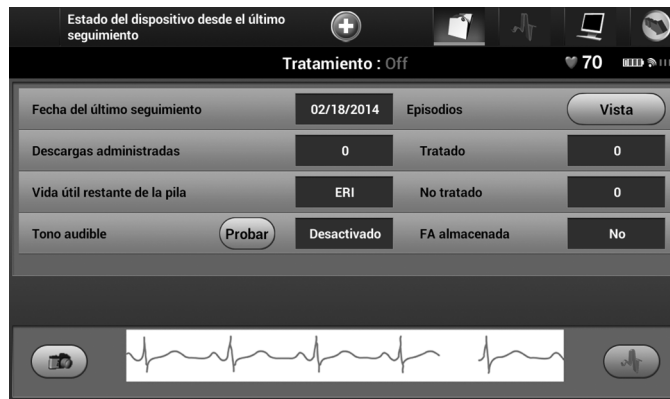 Estado del dispositivo desde el último
seguimiento
Tratamiento : Off
70
Fecha del último seguimiento 02/18/2014 Episodios Vista
Descargas administradas 0 Tratado 0
Vida útil restante de la pila ERI No tratado 0
Tono audible Probar Desactivado FA almacenada No